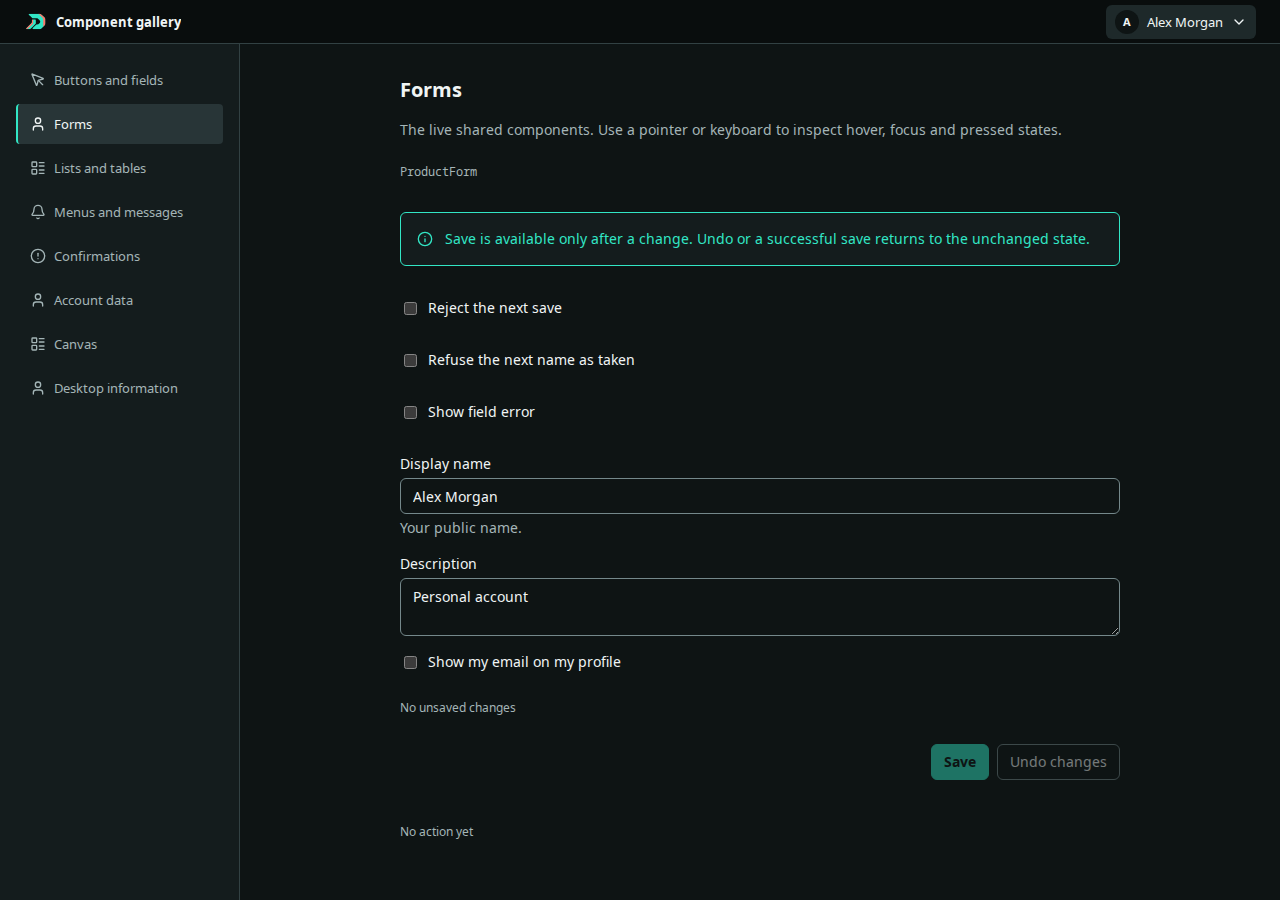 Component gallery
A
Alex Morgan
Buttons and fields
Forms
Lists and tables
Menus and messages
Confirmations
Account data
Canvas
Desktop information
Forms
The live shared components. Use a pointer or keyboard to inspect hover, focus and pressed states.
ProductForm
Save is available only after a change. Undo or a successful save returns to the unchanged state.
Reject the next save
Refuse the next name as taken
Show field error
Display name
Alex Morgan
Your public name.
Description
Personal account
Show my email on my profile
No unsaved changes
Save
Undo changes
No action yet